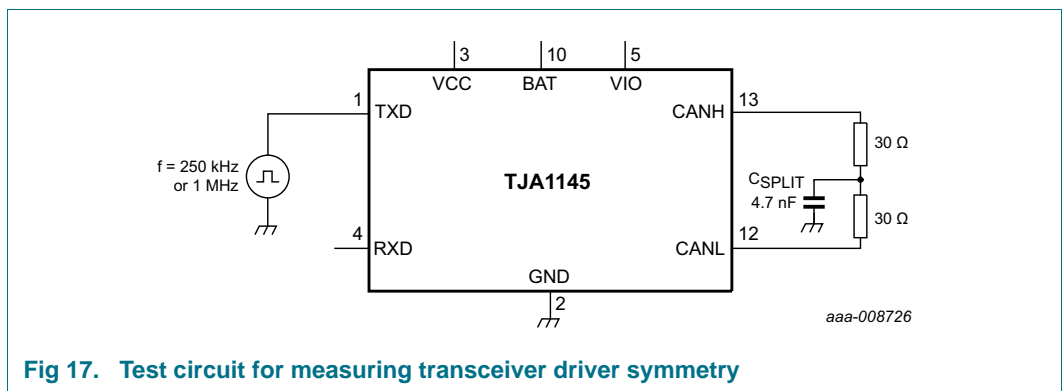 3
10
5
VCC
BAT
VIO
1
TXD
CANH
13
30 Ω
f = 250 kHz
or 1 MHz
TJA1145
CSPLIT
4.7 nF
30 Ω
4
RXD
CANL
12
GND
2
aaa-008726
Fig 17. Test circuit for measuring transceiver driver symmetry